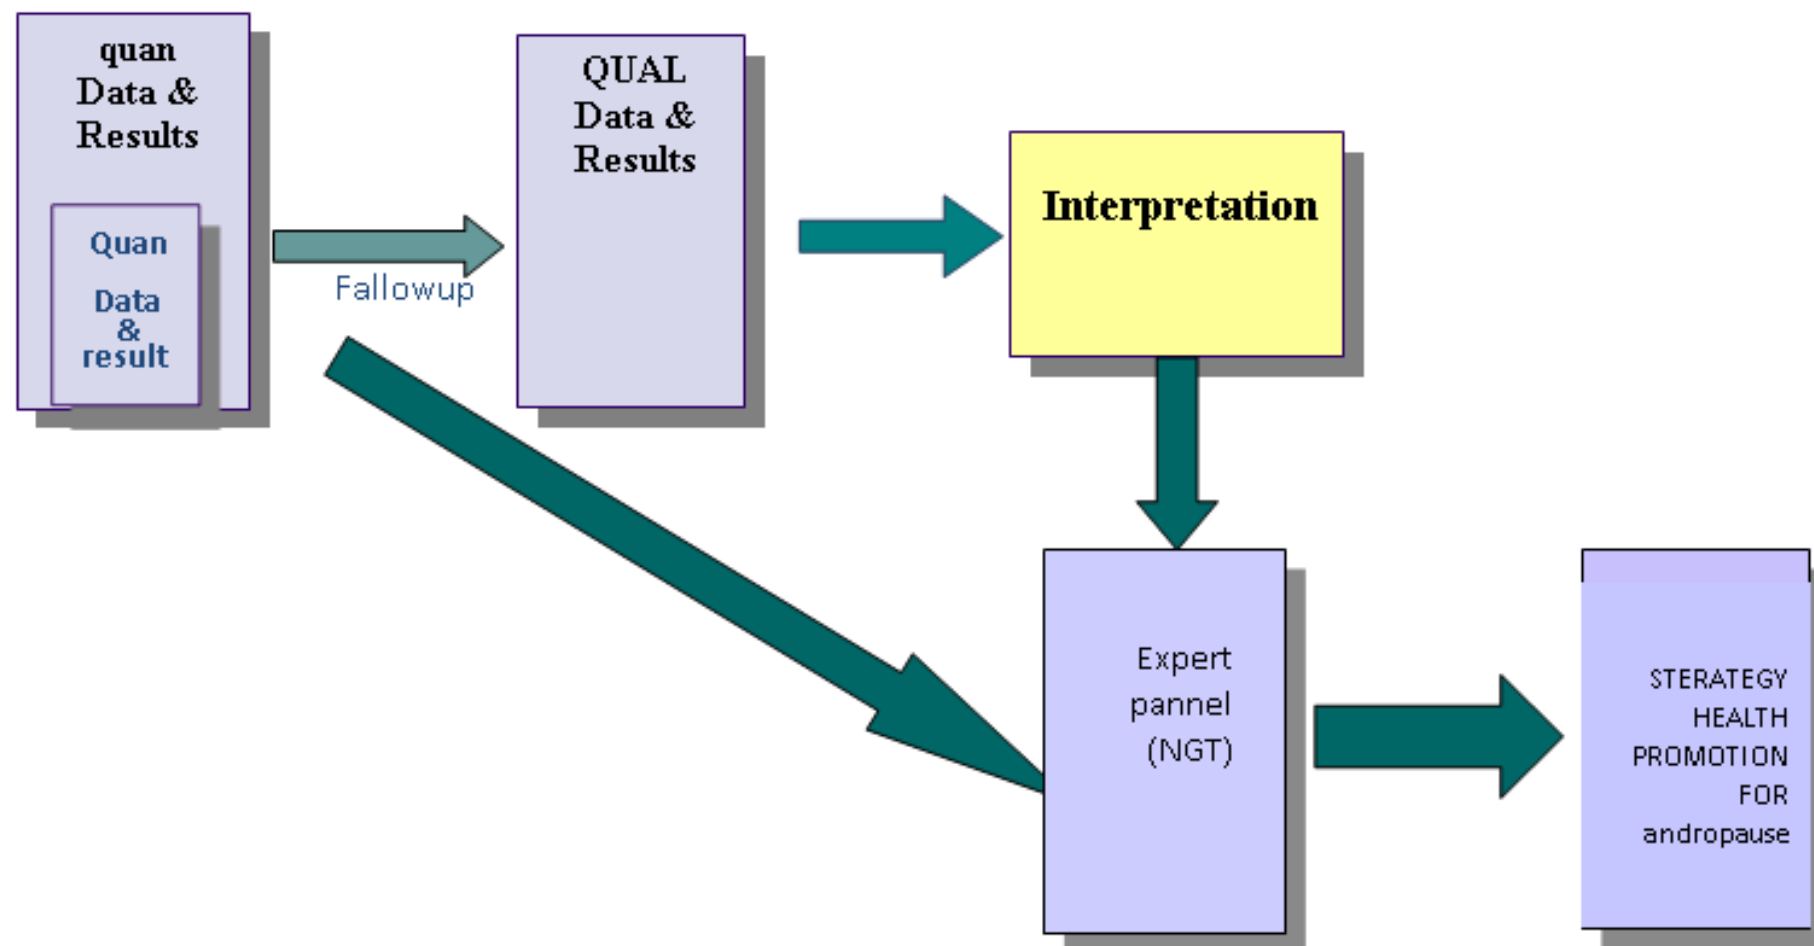 quan
Data &
Results
Quan
Data
&
result
Fallowup
QUAL
Data &
Results
Interpretation
Expert
pannel
(NGT)
STERATEGY
HEALTH
PROMOTION
FOR
andropause